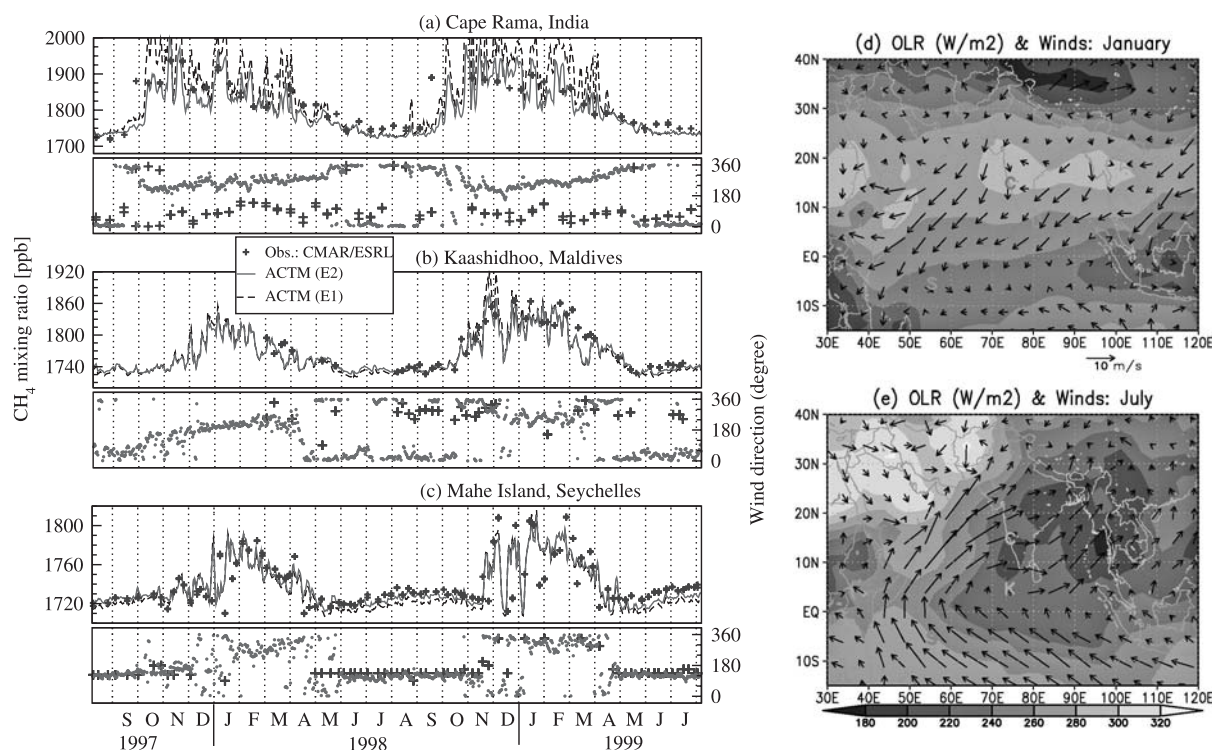 (a) Cape Rama, India
2000
1900
1800
1700
360
180
0
+ Obs.: CMAR/ESRL
ACTM (E2)
ACTM (E1)
(b) Kaashidhoo, Maldives
1920
1860
1800
1740
360
180
0
CH4 mixing ratio [ppb]
Wind direction (degree)
(c) Mahe Island, Seychelles
1800
1760
1720
360
180
0
S O N D J F M A M J J A S O N D J F M A M J J
1997 1998 1999
(d) OLR (W/m2) & Winds: January
40N
30N
20N
10N
EQ
10S
C
S
30E 40E 50E 60E 70E 80E 90E 100E 110E 120E
10 m/s
(e) OLR (W/m2) & Winds: July
40N
30N
20N
10N
EQ
10S
K
30E 40E 50E 60E 70E 80E 90E 100E 110E 120E
180 200 220 240 260 280 300 320